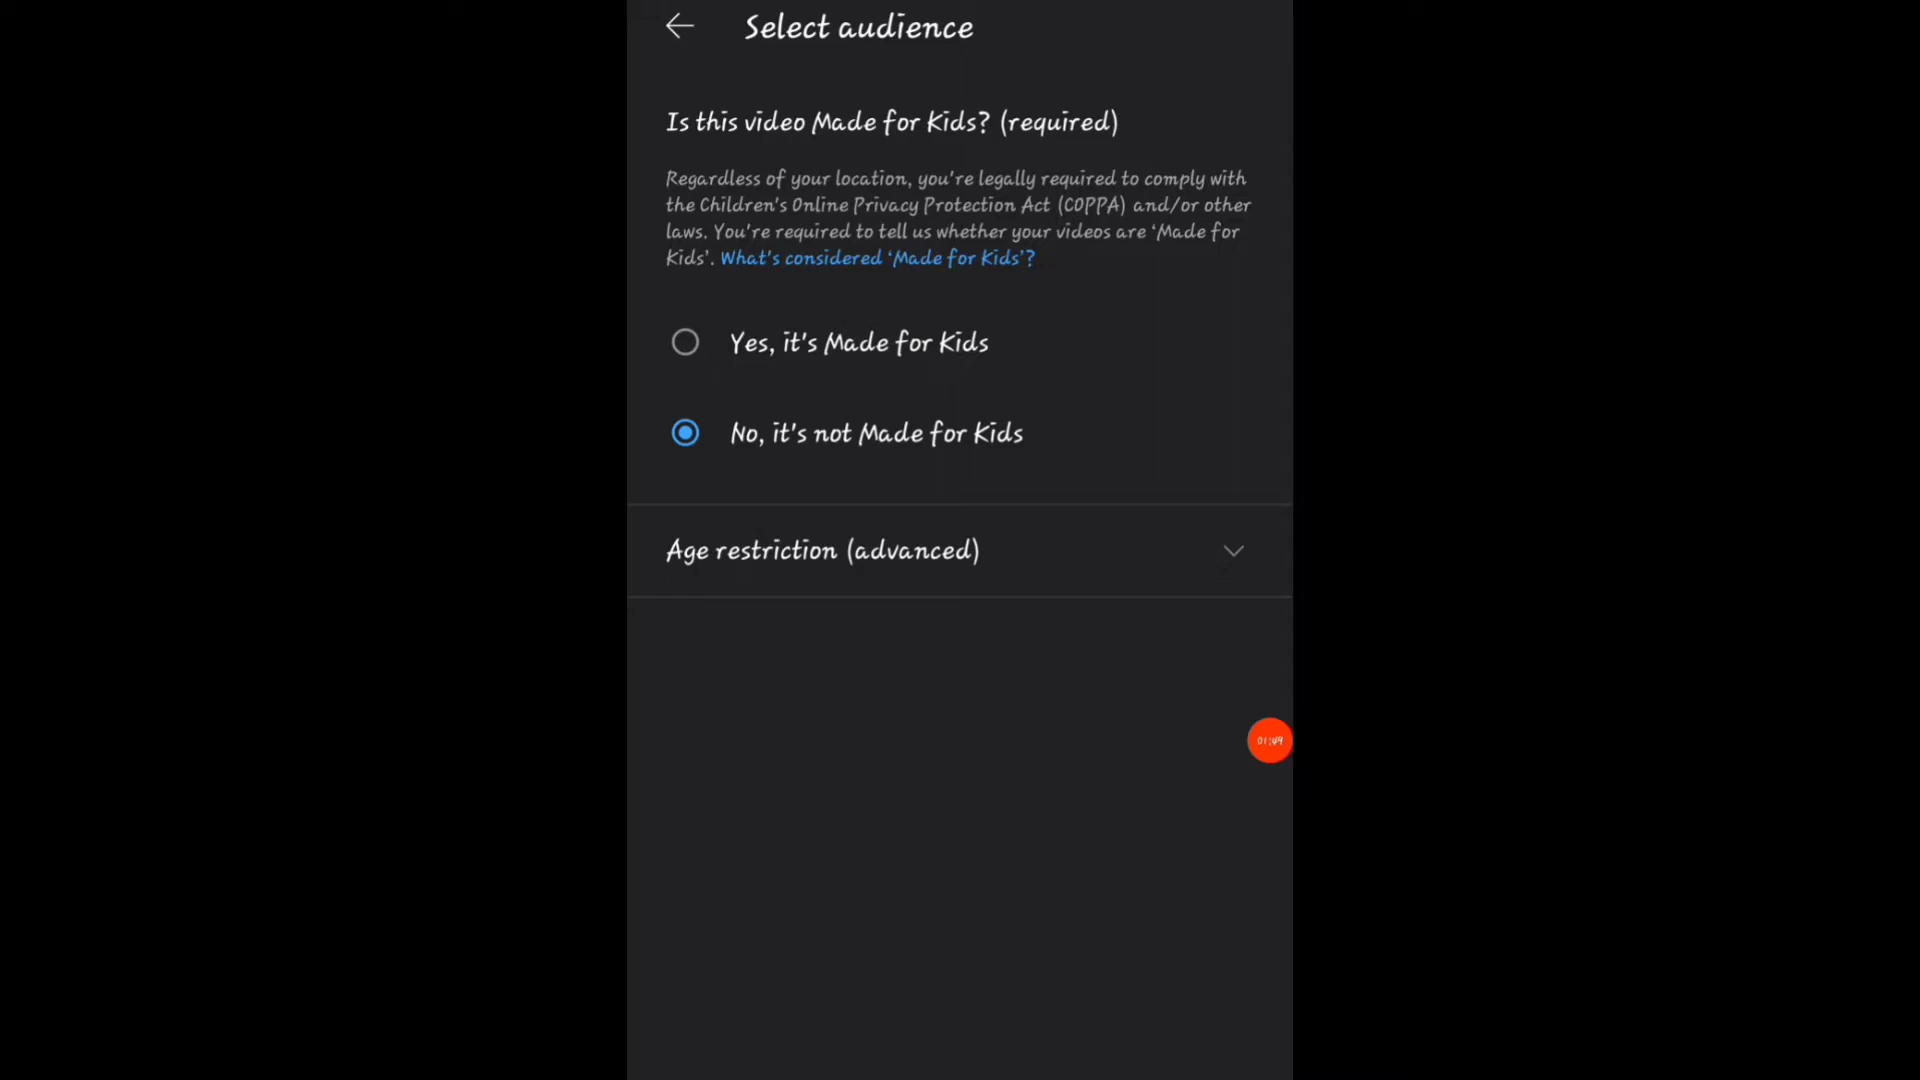 Select audience
Is this video Made for Kids? (required)
Regardless of your location, you're legally required to comply with
the Children's Online Privacy Protection Act (COPPA) and/or other
laws. You're required to tell us whether your videos are ‘Made for
Kids’. What's considered ‘Made for Kids’?
Yes, it's Made for Kids
No, it's not Made for Kids
Age restriction (advanced)
01:49